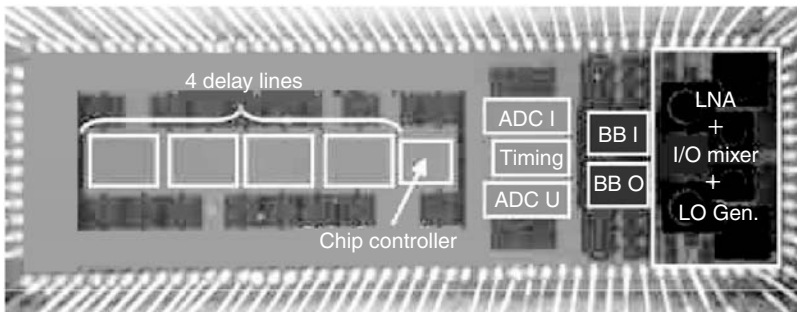 4 delay lines
Chip controller
ADC I
Timing
ADC U
BB I
BB O
LNA
+
I/O mixer
+
LO Gen.